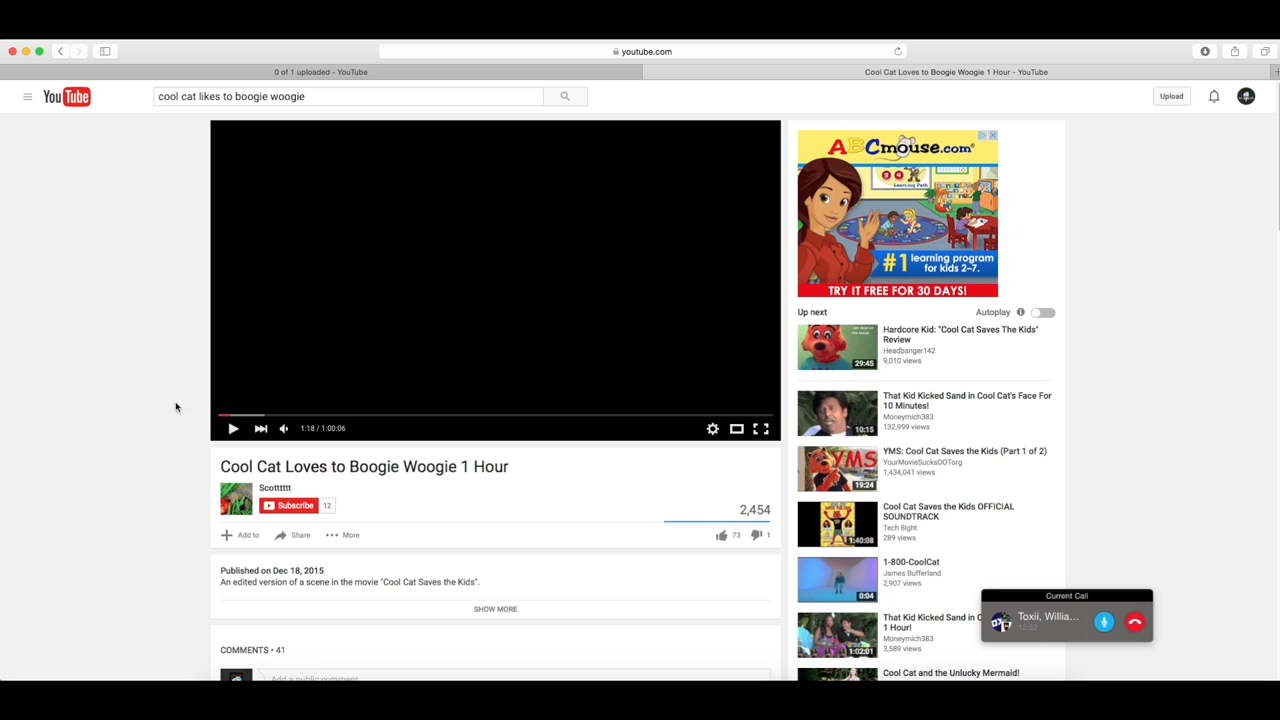 youtube.com
0 of 1 uploaded - YouTube
Cool Cat Loves to Boogie Woogie 1 Hour - YouTube
YouTube
cool cat likes to boogie woogie
Upload
ABCmouse.com®
Learning Path
#1 learning program
for kids 2–7.
TRY IT FREE FOR 30 DAYS!
1:18 / 1:00:06
Cool Cat Loves to Boogie Woogie 1 Hour
Scotttttt
Subscribe 12
2,454
Add to Share More
73 1
Published on Dec 18, 2015
An edited version of a scene in the movie "Cool Cat Saves the Kids".
SHOW MORE
COMMENTS • 41
Add a public comment
Up next
Autoplay
Hardcore Kid: "Cool Cat Saves The Kids"
Review
Headbanger142
9,010 views
29:45
That Kid Kicked Sand in Cool Cat's Face For
10 Minutes!
Moneymich383
132,999 views
10:15
YMS: Cool Cat Saves the Kids (Part 1 of 2)
YourMovieSucksDOTorg
1,434,041 views
YMS
19:24
Cool Cat Saves the Kids OFFICIAL
SOUNDTRACK
Tech Bight
289 views
1:40:08
1-800-CoolCat
James Bufferland
2,907 views
0:04
That Kid Kicked Sand in C
1 Hour!
Moneymich383
3,589 views
1:02:01
Cool Cat and the Unlucky Mermaid!
Current Call
Toxii, Willia...
12:52